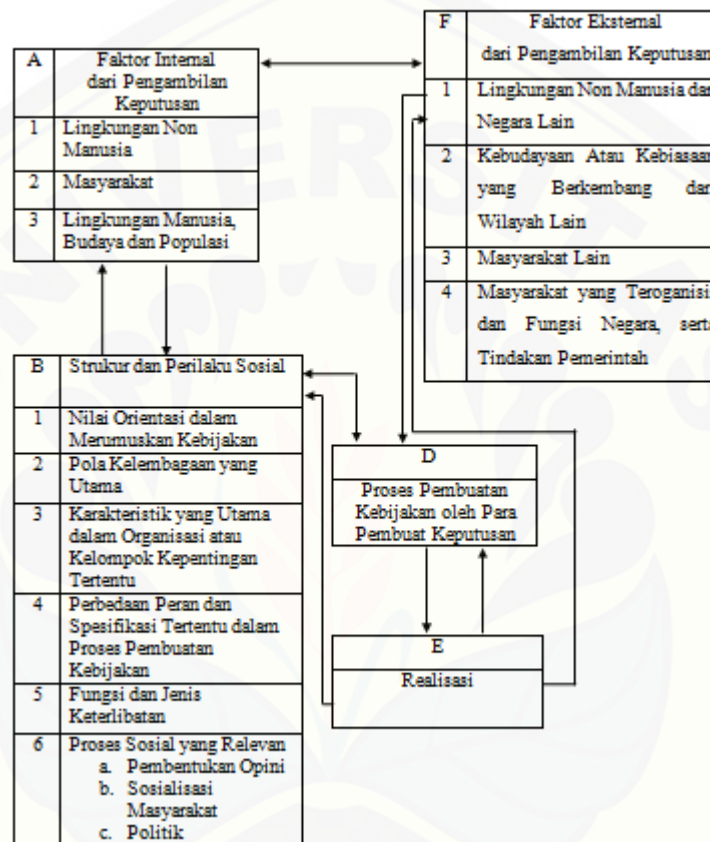 A Faktor Internal
dari Pengambilan
Keputusan
1 Lingkungan Non
Manusia
2 Masyarakat
3 Lingkungan Manusia,
Budaya dan Populasi
F Faktor Eksternal
dari Pengambilan Keputusan
1 Lingkungan Non Manusia dar
Negara Lain
2 Kebudayaan Atau Kebiasaan
yang Berkembang dar
Wilayah Lain
3 Masyarakat Lain
4 Masyarakat yang Teroganisi
dan Fungsi Negara, serta
Tindakan Pemerintah
B Strukur dan Perilaku Sosial
1 Nilai Orientasi dalam
Merumuskan Kebijakan
2 Pola Kelembagaan yang
Utama
3 Karakteristik yang Utama
dalam Organisasi atau
Kelompok Kepentingan
Tertentu
4 Perbedaan Peran dan
Spesifikasi Tertentu dalam
Proses Pembuatan
Kebijakan
5 Fungsi dan Jenis
Keterlibatan
6 Proses Sosial yang Relevan
a. Pembentukan Opini
b. Sosialisasi
Masyarakat
c. Politik
D
Proses Pembuatan
Kebijakan oleh Para
Pembuat Keputusan
E
Realisasi